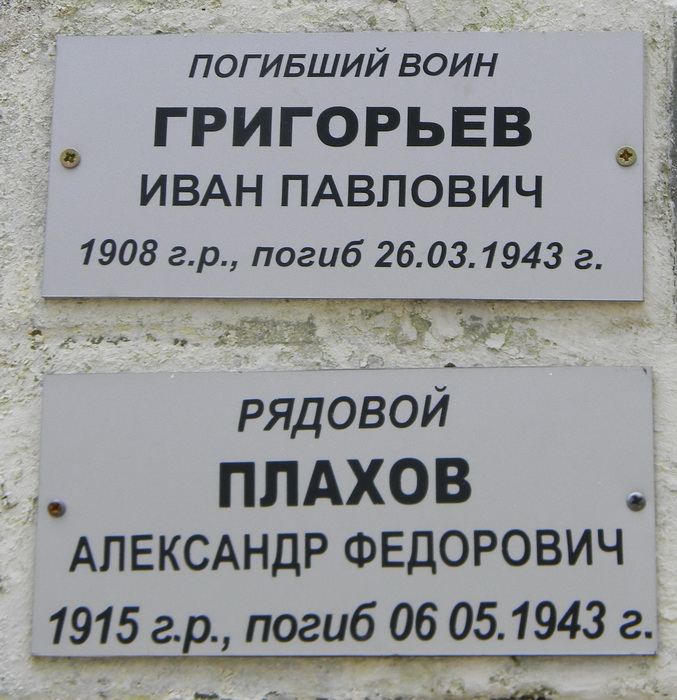 ПОГИБШИЙ ВОИН
ГРИГОРЬЕВ
ИВАН ПАВЛОВИЧ
1908 г.р., погиб 26.03.1943 г.
РЯДОВОЙ
ПЛАХОВ
АЛЕКСАНДР ФЕДОРОВИЧ
1915 г.р., погиб 06 05.1943 г.